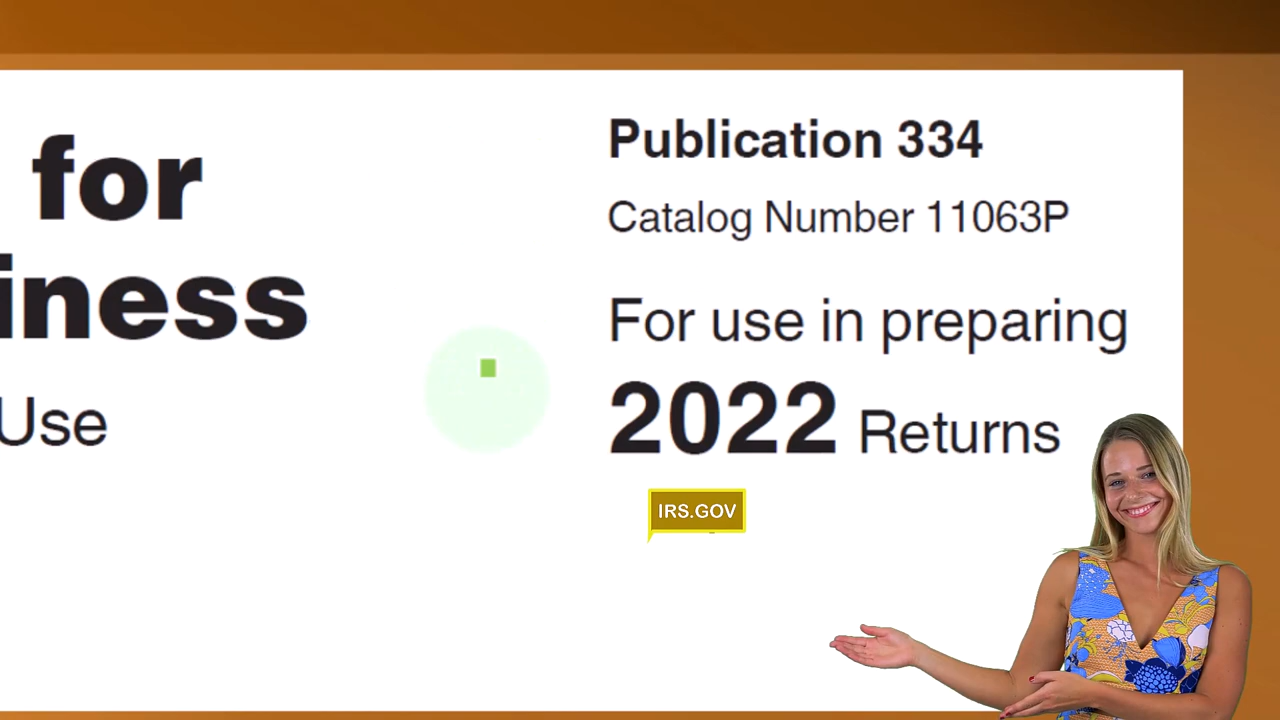 for
iness
Use
Publication 334
Catalog Number 11063P
For use in preparing
2022 Returns
IRS.GOV